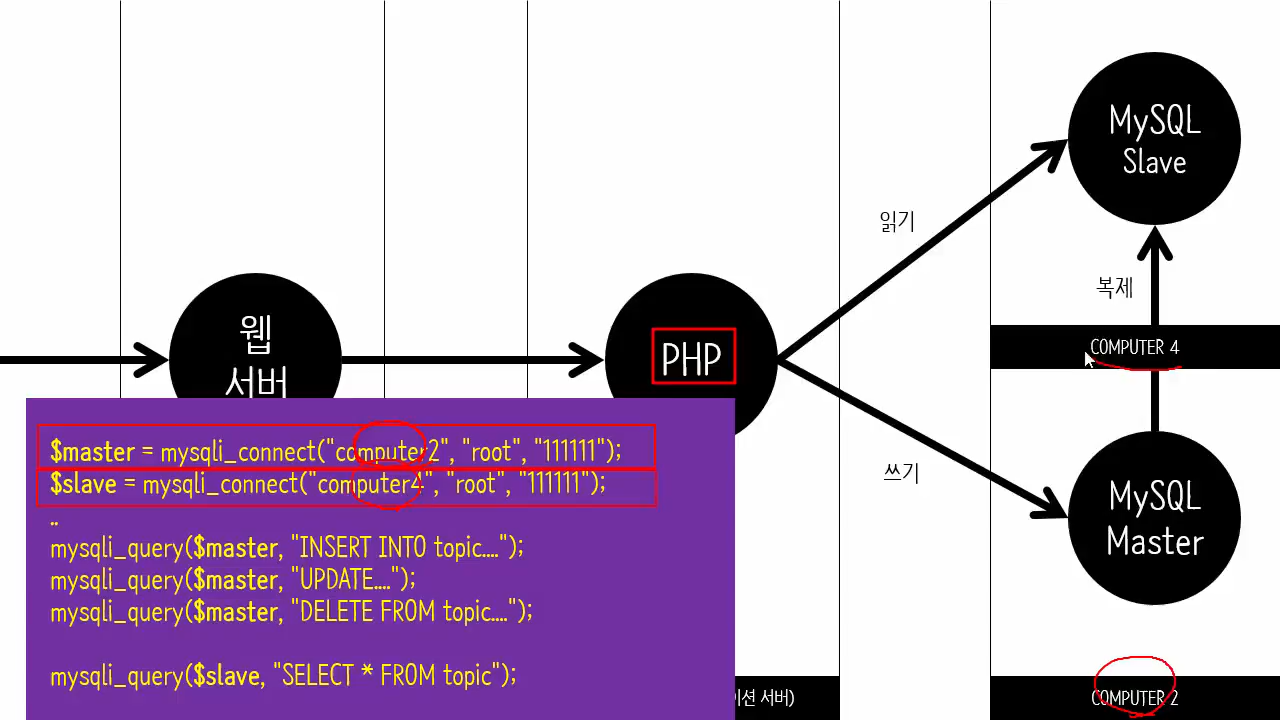 MySQL
Slave
읽기
복제
웹
서버
PHP
COMPUTER 4
$master = mysqli_connect("computer2", "root", "111111");
$slave = mysqli_connect("computer4", "root", "111111");
..
mysqli_query($master, "INSERT INTO topic....");
mysqli_query($master, "UPDATE....");
mysqli_query($master, "DELETE FROM topic....");
mysqli_query($slave, "SELECT * FROM topic");
쓰기
MySQL
Master
서버)
COMPUTER 2